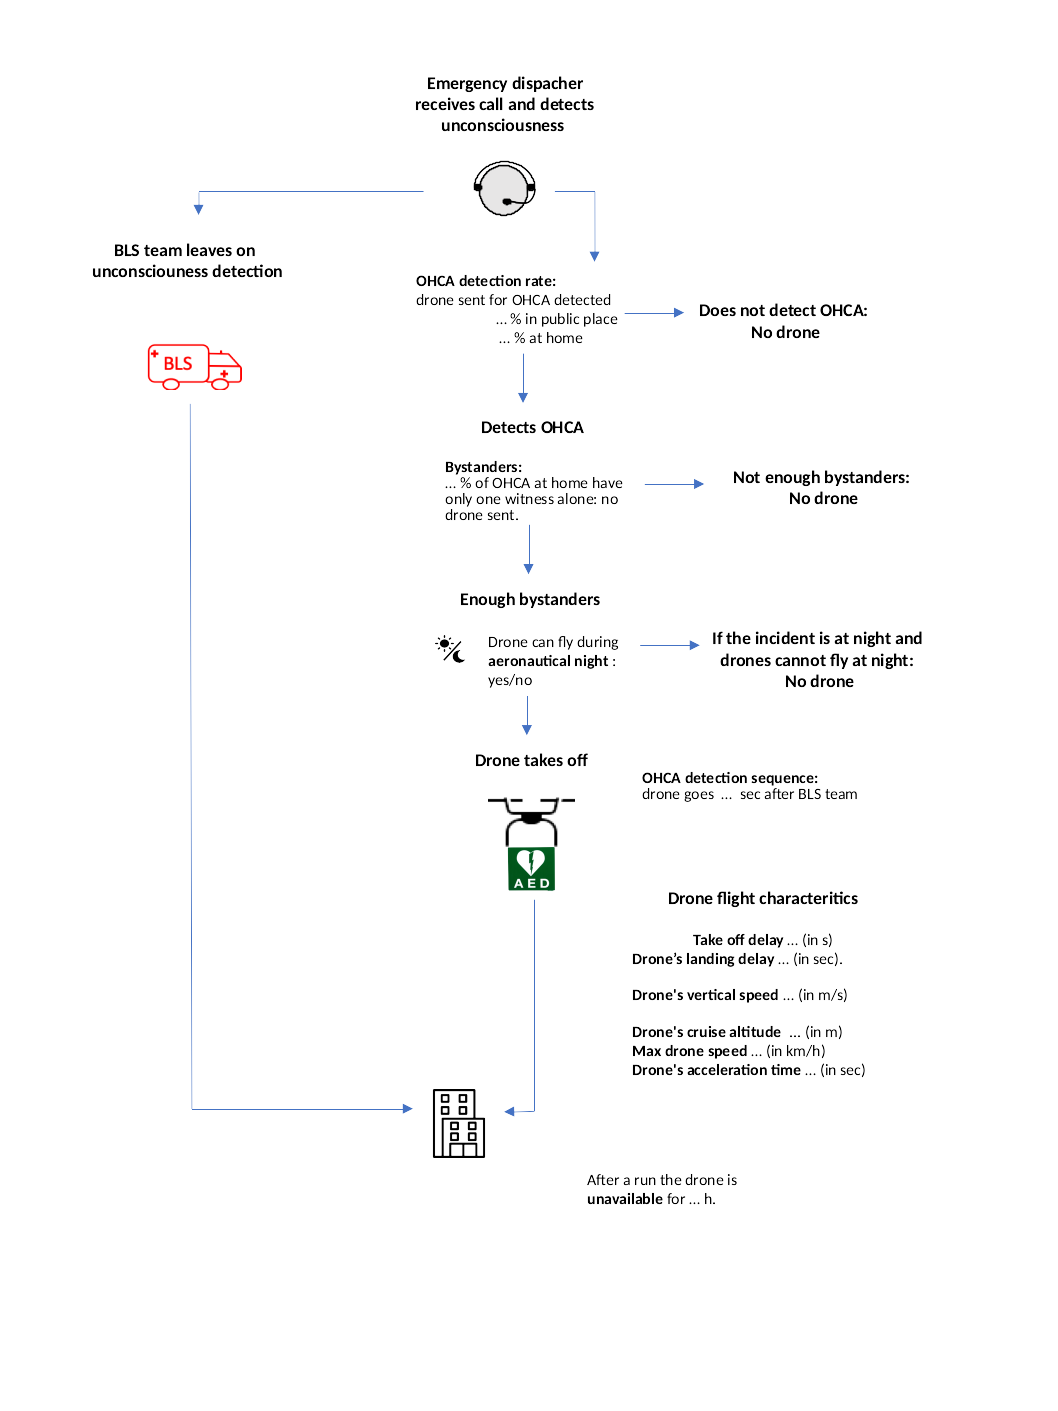 Emergency dispacher
receives call and detects
unconsciousness
BLS team leaves on
unconsciouness detection
BLS
OHCA detection rate:
drone sent for OHCA detected
... % in public place
... % at home
Does not detect OHCA:
No drone
Detects OHCA
Bystanders:
... % of OHCA at home have
only one witness alone: no
drone sent.
Not enough bystanders:
No drone
Enough bystanders
Drone can fly during
aeronautical night :
yes/no
If the incident is at night and
drones cannot fly at night:
No drone
Drone takes off
OHCA detection sequence:
drone goes ... sec after BLS team
AED
Drone flight characteritics
Take off delay ... (in s)
Drone’s landing delay ... (in sec).
Drone's vertical speed ... (in m/s)
Drone's cruise altitude ... (in m)
Max drone speed ... (in km/h)
Drone's acceleration time ... (in sec)
After a run the drone is
unavailable for ... h.